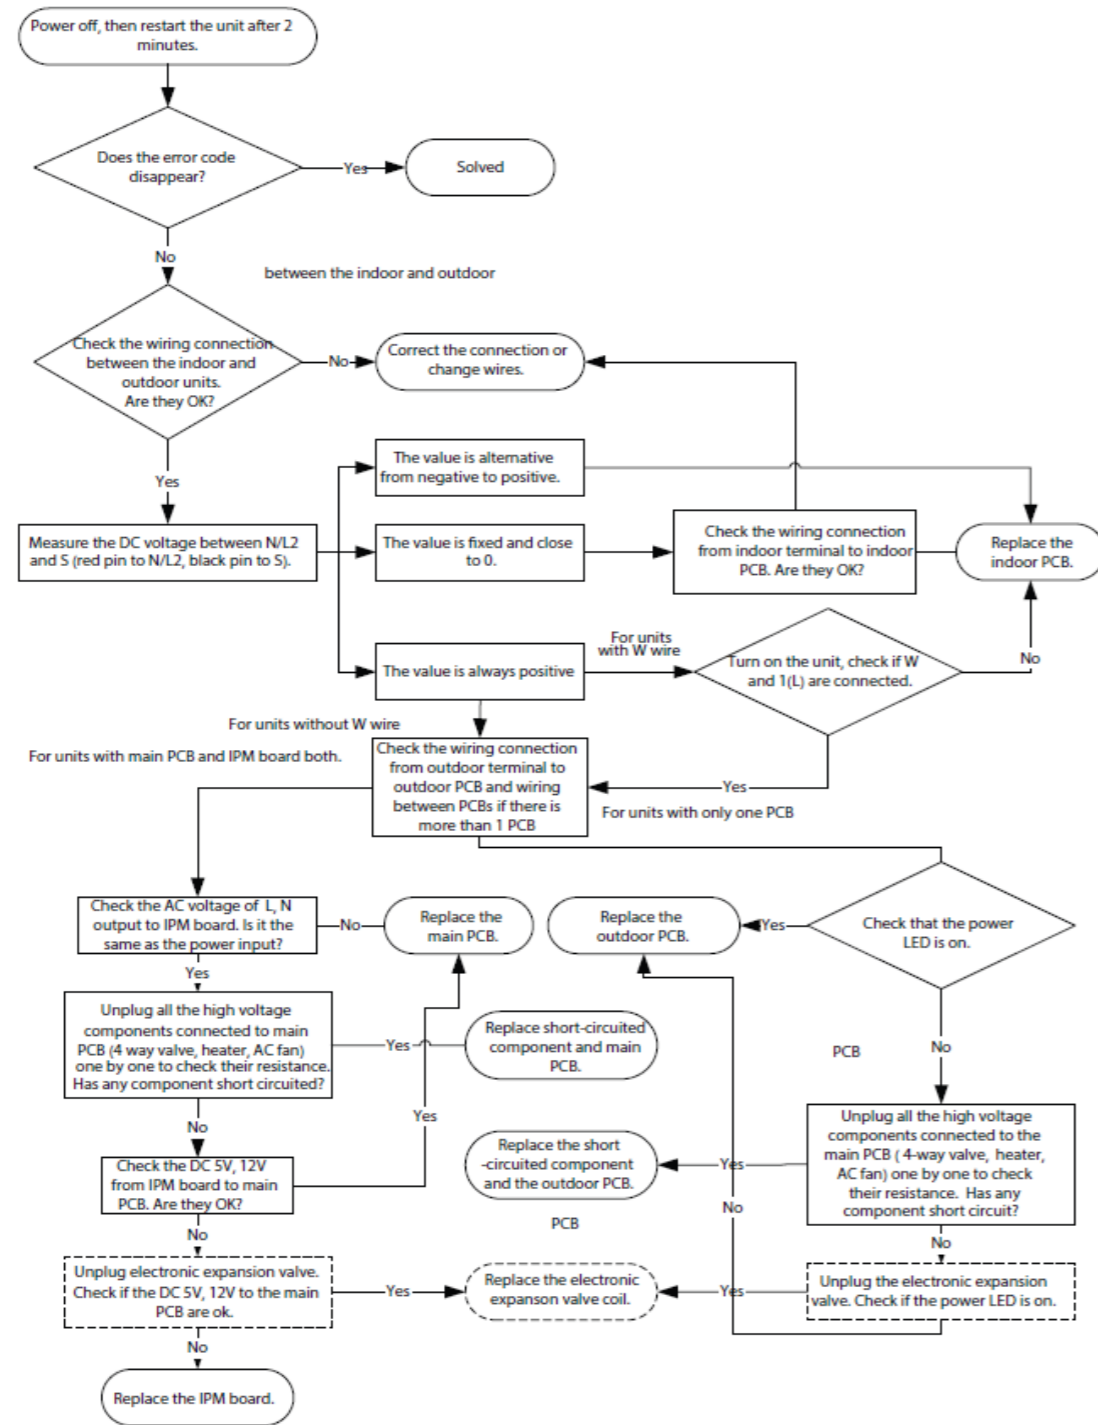 Power off, then restart the unit after 2
minutes.
Does the error code
disappear?
Yes
Solved
No
between the indoor and outdoor
Check the wiring connection
between the indoor and
outdoor units.
Are they OK?
No
Correct the connection or
change wires.
Yes
The value is alternative
from negative to positive.
Measure the DC voltage between N/L2
and S (red pin to N/L2, black pin to S).
The value is fixed and close
to 0.
Check the wiring connection
from indoor terminal to indoor
PCB. Are they OK?
Replace the
indoor PCB.
The value is always positive
For units
with W wire
Turn on the unit, check if W
and 1(L) are connected.
No
For units without W wire
For units with main PCB and IPM board both.
Check the wiring connection
from outdoor terminal to
outdoor PCB and wiring
between PCBs if there is
more than 1 PCB
Yes
For units with only one PCB
Check the AC voltage of L, N
output to IPM board. Is it the
same as the power input?
No
Replace the
main PCB.
Replace the
outdoor PCB.
Yes
Check that the power
LED is on.
Yes
Unplug all the high voltage
components connected to main
PCB (4 way valve, heater, AC fan)
one by one to check their resistance.
Has any component short circuited?
Yes
Replace short-circuited
component and main
PCB.
PCB
No
No
Yes
Check the DC 5V, 12V
from IPM board to main
PCB. Are they OK?
Replace the short
-circuited component
and the outdoor PCB.
Yes
Unplug all the high voltage
components connected to the
main PCB ( 4-way valve, heater,
AC fan) one by one to check
their resistance. Has any
component short circuit?
No
PCB
No
No
Unplug electronic expansion valve.
Check if the DC 5V, 12V to the main
PCB are ok.
Yes
Replace the electronic
expanson valve coil.
Yes
Unplug the electronic expansion
valve. Check if the power LED is on.
No
Replace the IPM board.